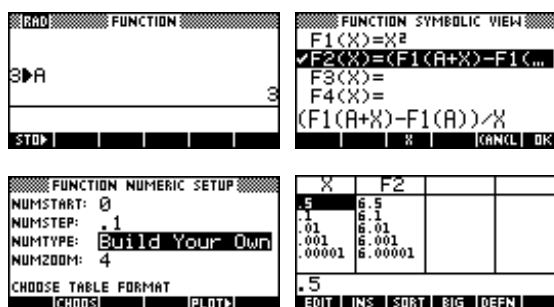 RAD FUNCTION
3▶A
3
STO▶
FUNCTION SYMBOLIC VIEW
F1(X)=X²
✓F2(X)=(F1(A+X)-F1(…
F3(X)=
F4(X)=
(F1(A+X)-F1(A))/X
X CANCL OK
FUNCTION NUMERIC SETUP
NUMSTART: 0
NUMSTEP: .1
NUMTYPE: Build Your Own
NUMZOOM: 4
CHOOSE TABLE FORMAT
CHOOS PLOT▶
X F2
.5 6.5
.1 6.1
.01 6.01
.001 6.001
.00001 6.00001
.5
EDIT INS SORT BIG DEFN